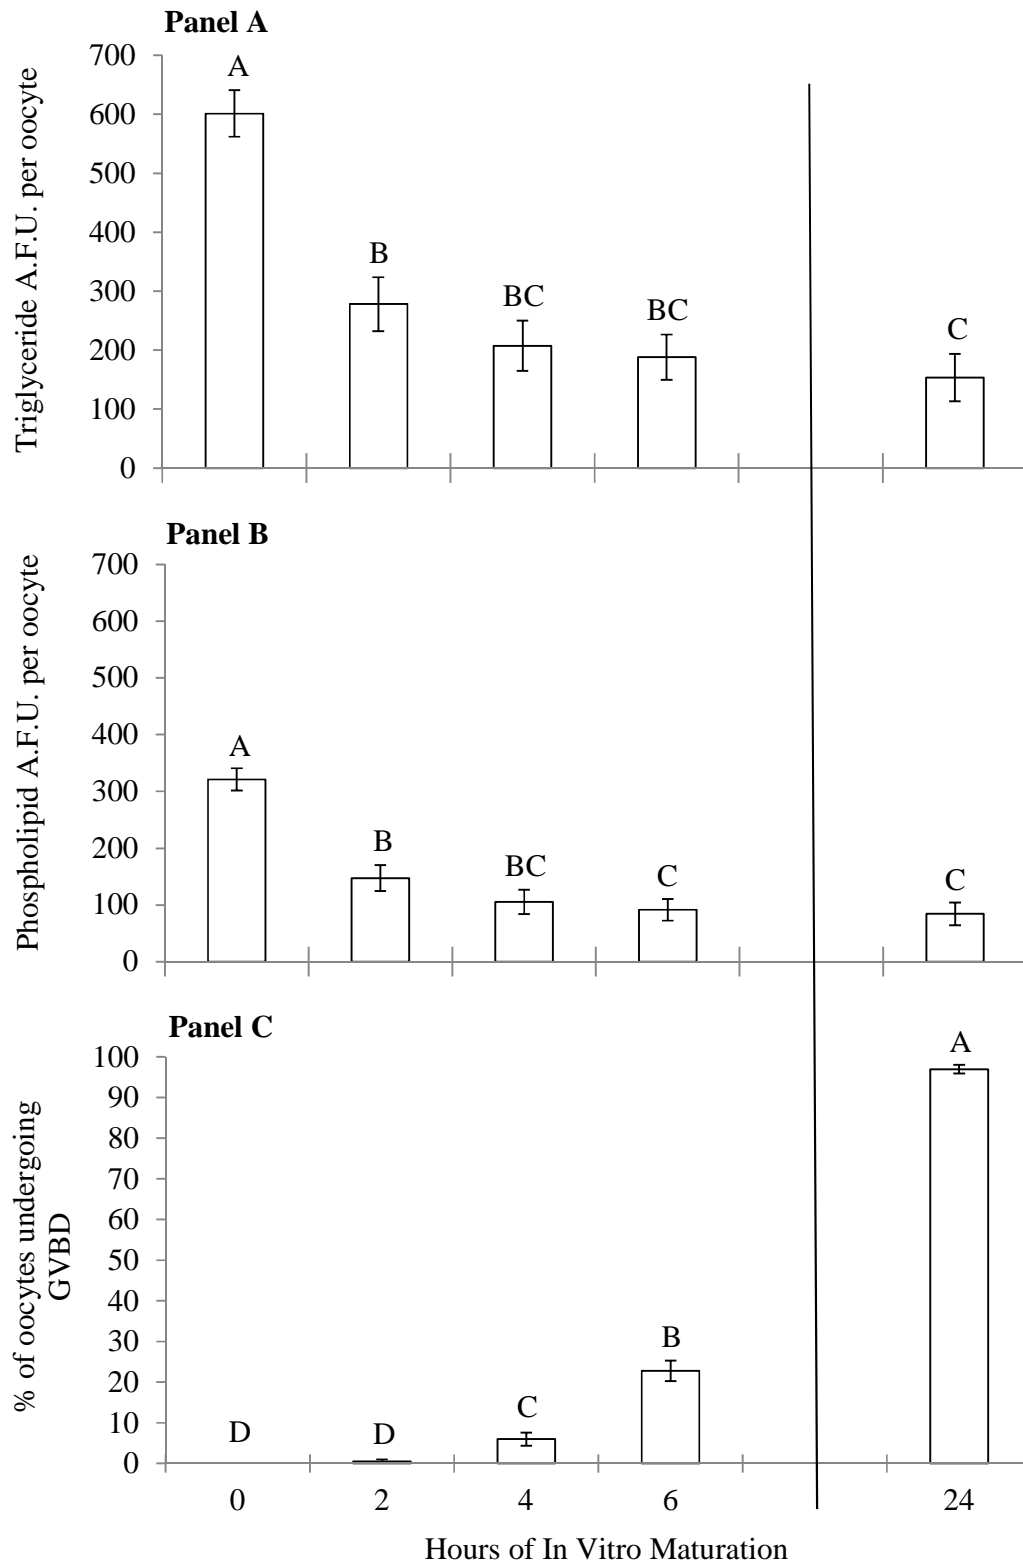 Panel A
Triglyceride A.F.U. per oocyte
700
600
500
400
300
200
100
0
A
B
BC
BC
C
Panel B
Phospholipid A.F.U. per oocyte
700
600
500
400
300
200
100
0
A
B
BC
C
C
Panel C
% of oocytes undergoing
GVBD
100
90
80
70
60
50
40
30
20
10
0
D
D
C
B
A
0 2 4 6 24
Hours of In Vitro Maturation